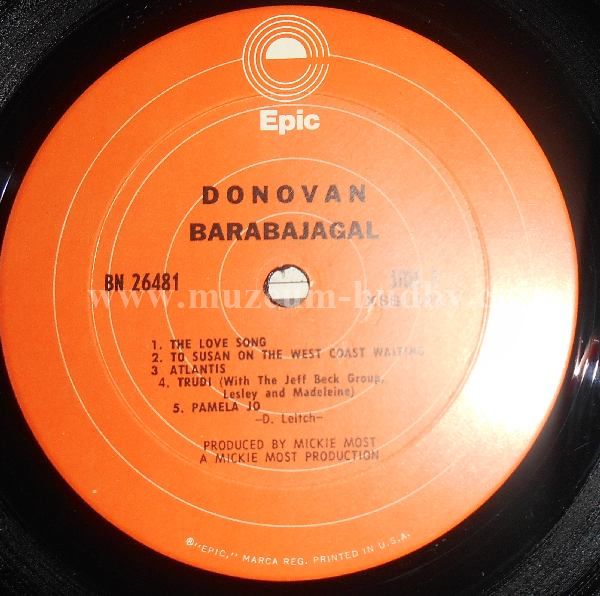 Epic
DONOVAN
BARABAJAGAL
BN 26481
SIDE
XSB
1. THE LOVE SONG
2. TO SUSAN ON THE WEST COAST WAITING
3 ATLANTIS
4. TRUDI (With The Jeff Beck Group,
Lesley and Madeleine)
5. PAMELA JO
—D. Leitch—
PRODUCED BY MICKIE MOST
A MICKIE MOST PRODUCTION
®"EPIC," MARCA REG. PRINTED IN U.S.A.